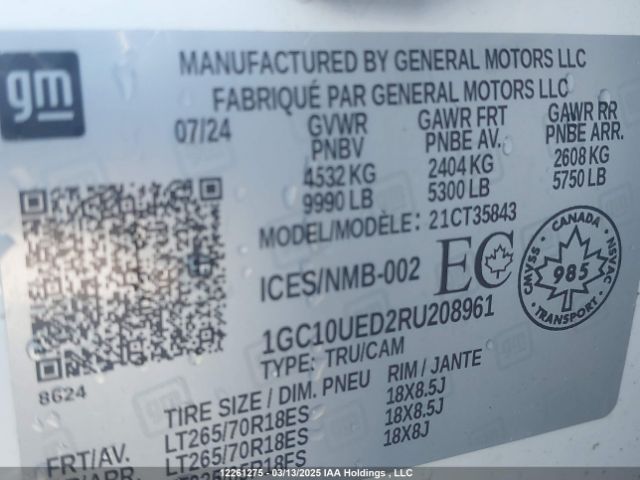 gm
MANUFACTURED BY GENERAL MOTORS LLC
FABRIQUÉ PAR GENERAL MOTORS LLC
07/24 GVWR GAWR FRT GAWR RR
PNBV PNBE AV. PNBE ARR.
4532 KG 2404 KG 2608 KG
9990 LB 5300 LB 5750 LB
MODEL/MODÈLE: 21CT35843
ICES/NMB-002 EC
CANADA
985
CMVSS NSVAC
1GC10UED2RU208961
TYPE: TRU/CAM
8624
TIRE SIZE / DIM. PNEU RIM / JANTE
FRT/AV. LT265/70R18ES 18X8.5J
LT265/70R18ES 18X8.5J
18X8J
12261275 - 03/13/2025 IAA Holdings, LLC